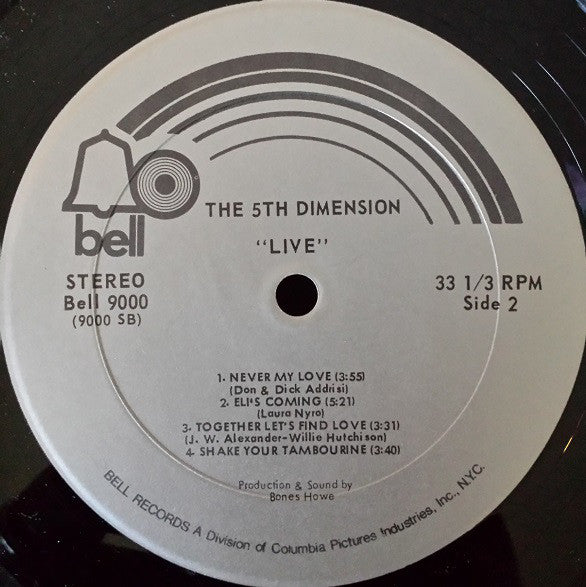 bell
THE 5TH DIMENSION
"LIVE"
STEREO
Bell 9000
(9000 SB)
33 1/3 RPM
Side 2
1. NEVER MY LOVE (3:55)
(Don & Dick Addrisi)
2. ELI'S COMING (5:21)
(Laura Nyro)
3. TOGETHER LET'S FIND LOVE (3:31)
(J. W. Alexander-Willie Hutchison)
4. SHAKE YOUR TAMBOURINE (3:40)
Production & Sound by
Bones Howe
BELL RECORDS A Division of Columbia Pictures Industries, Inc., N.Y.C.